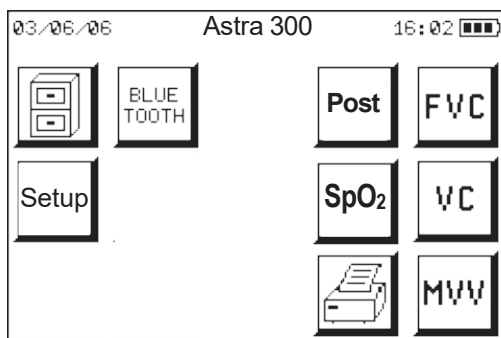 03/06/06 Astra 300 16:02
BLUE
TOOTH
Post
FVC
Setup
SpO₂
VC
MVV